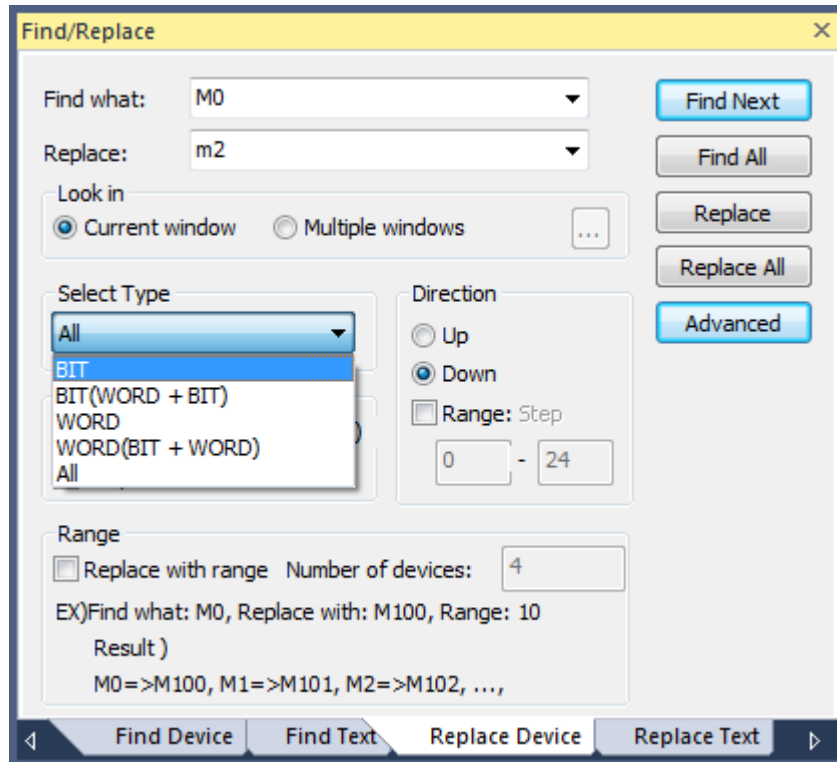 Find/Replace
Find what: M0
Find Next
Replace: m2
Find All
Look in
Current window Multiple windows ...
Replace
Replace All
Select Type
Direction
All
Up
Advanced
BIT
Down
BIT(WORD + BIT)
WORD
Range: Step
WORD(BIT + WORD)
0 - 24
All
Range
Replace with range Number of devices: 4
EX)Find what: M0, Replace with: M100, Range: 10
Result )
M0=>M100, M1=>M101, M2=>M102, ...,
Find Device Find Text Replace Device Replace Text